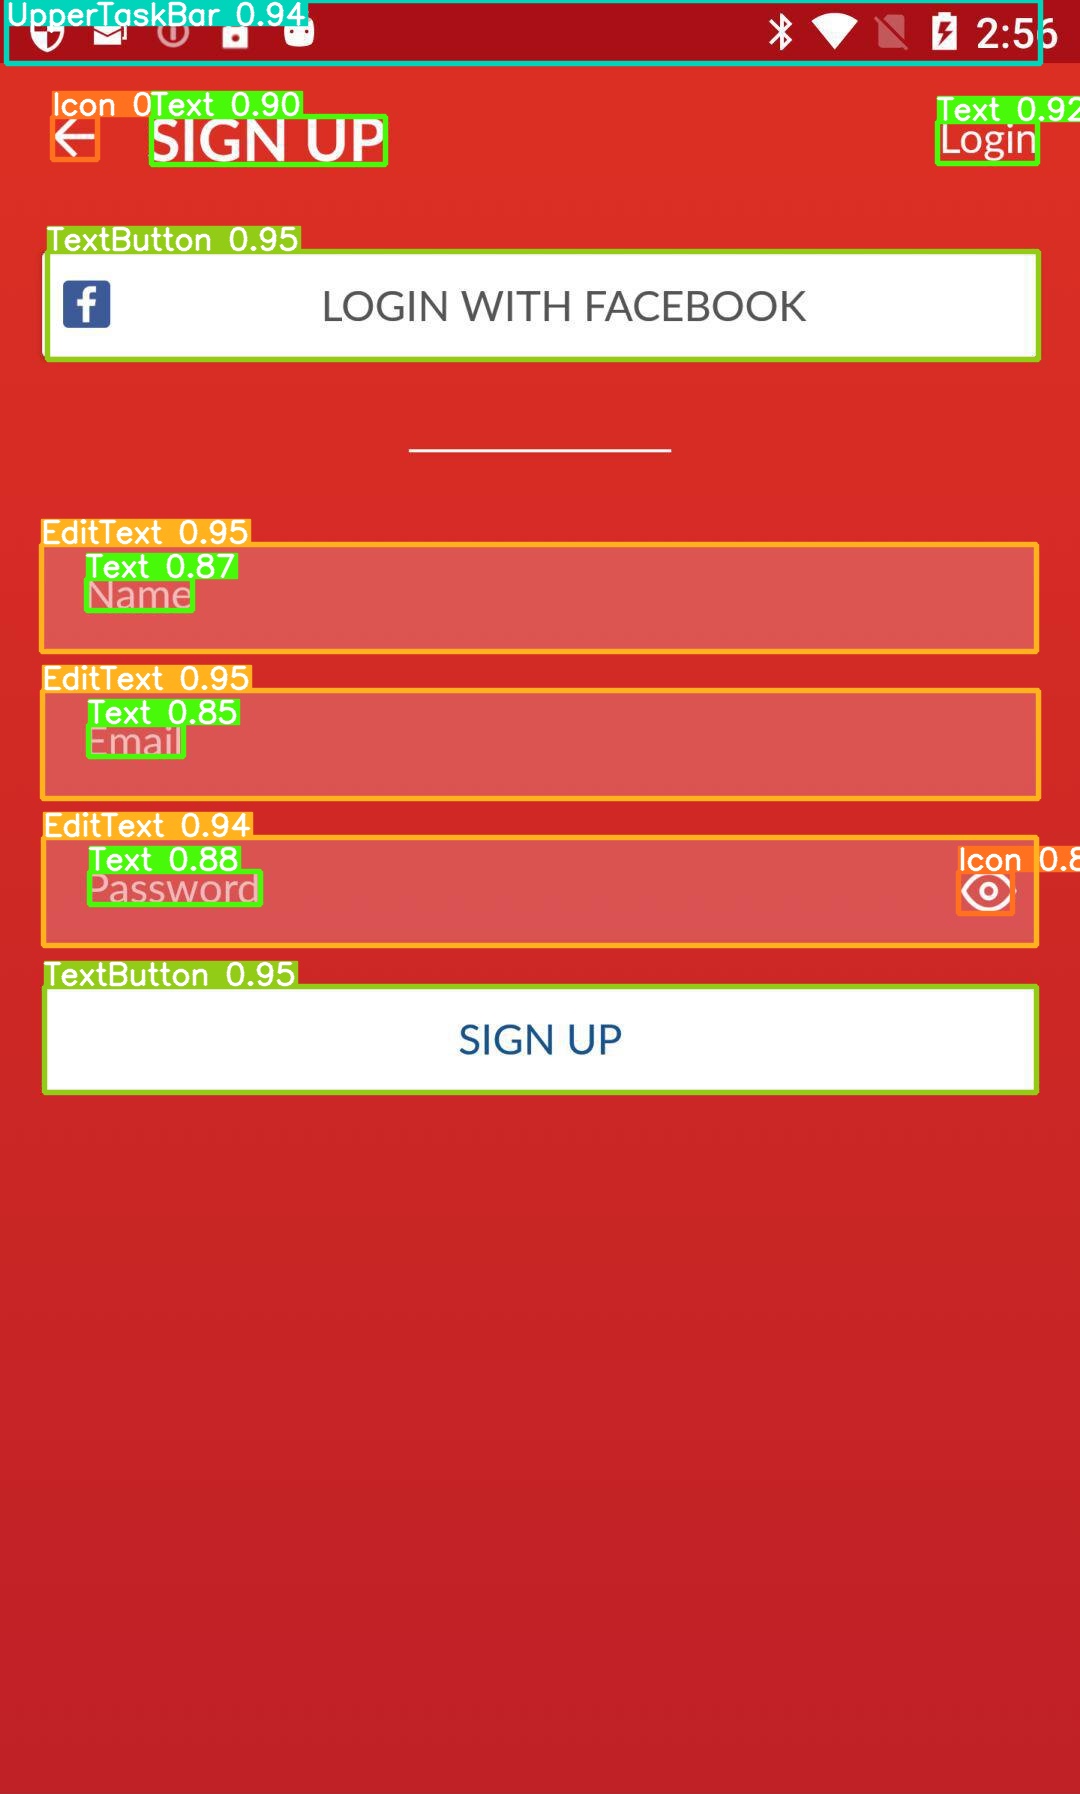 UpperTaskBar 0.94
2:56
Icon 0
Text 0.90
Text 0.92
SIGN UP
Login
TextButton 0.95
LOGIN WITH FACEBOOK
EditText 0.95
Text 0.87
Name
EditText 0.95
Text 0.85
Email
EditText 0.94
Text 0.88
Icon 0.8
Password
TextButton 0.95
SIGN UP